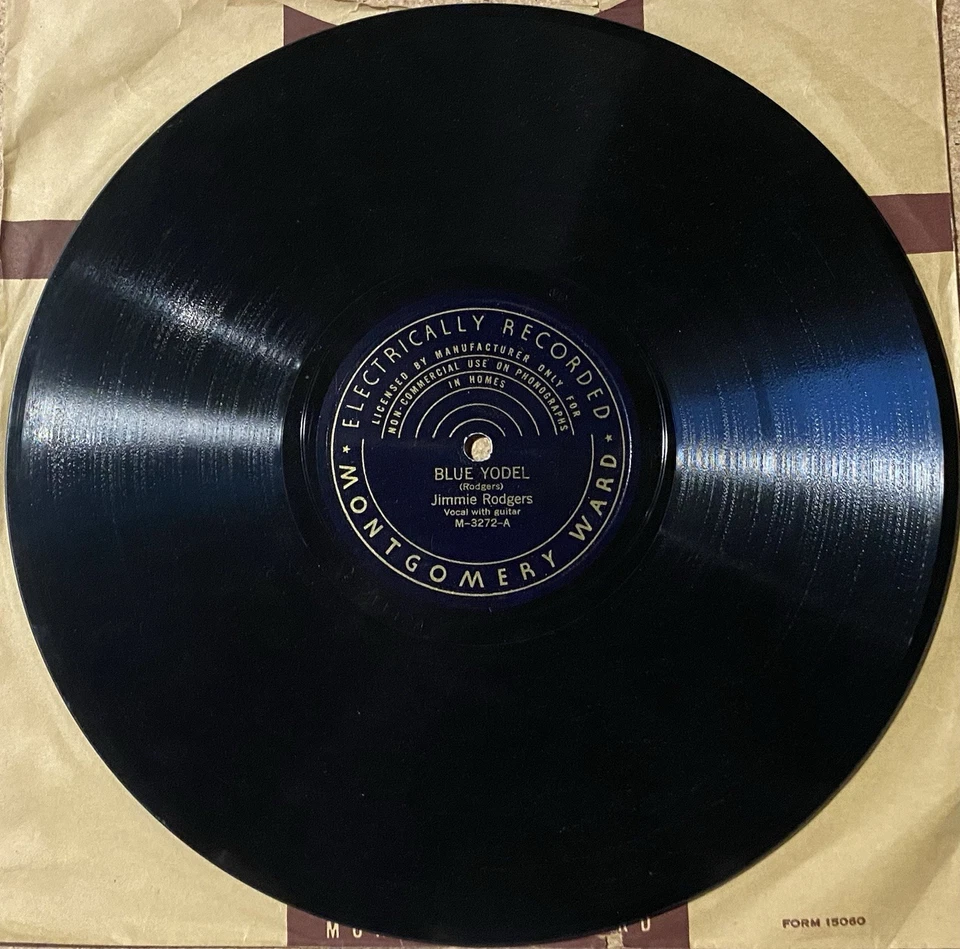 ★ ELECTRICALLY RECORDED ★
LICENSED BY MANUFACTURER ONLY FOR
NON-COMMERCIAL USE ON PHONOGRAPHS
IN HOMES
BLUE YODEL
(Rodgers)
Jimmie Rodgers
Vocal with guitar
M-3272-A
MONTGOMERY WARD
FORM 15060